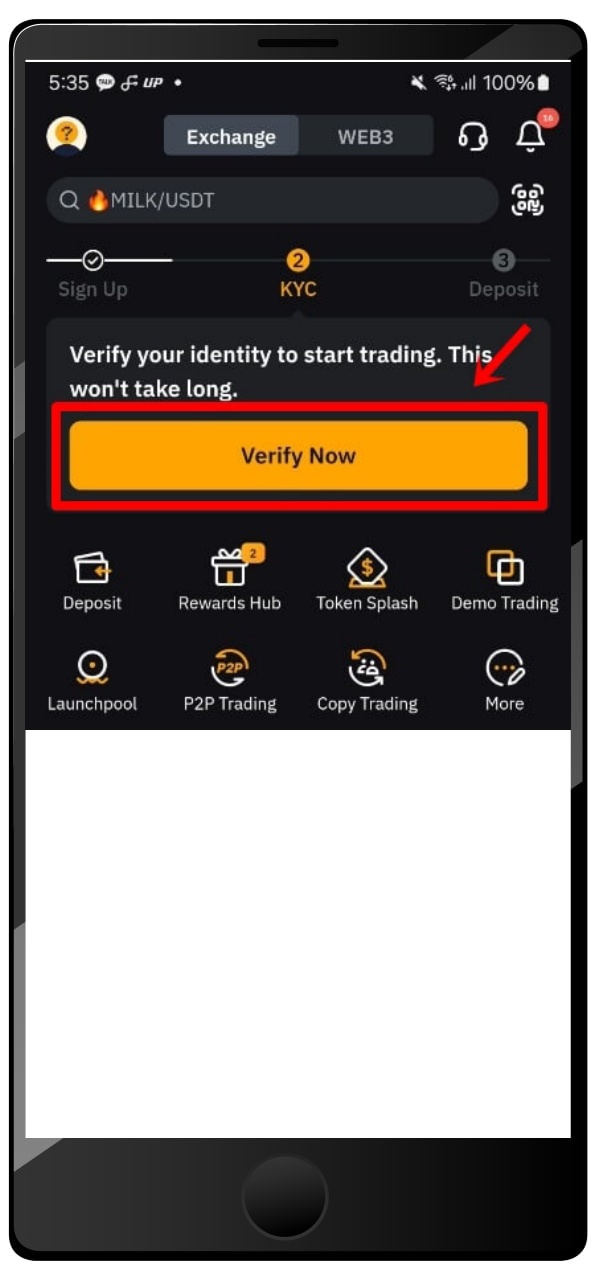 5:35 TALK UP 100%
Exchange WEB3 16
🔥MILK/USDT
2 3
Sign Up KYC Deposit
Verify your identity to start trading. This
won't take long.
Verify Now
2
Deposit Rewards Hub Token Splash Demo Trading
P2P
Launchpool P2P Trading Copy Trading More